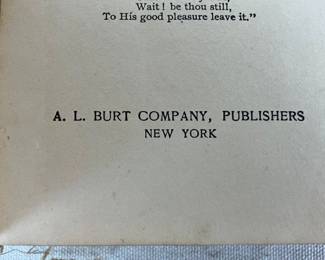 Wait! be thou still,
To His good pleasure leave it."
A. L. BURT COMPANY, PUBLISHERS
NEW YORK